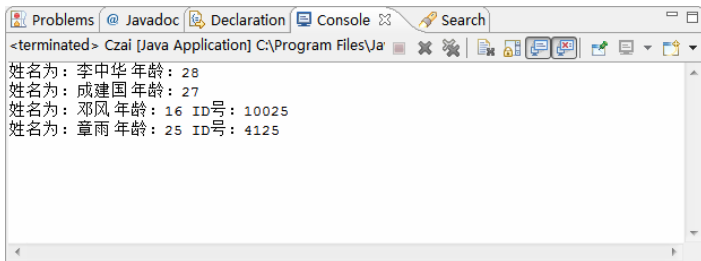 Problems @ Javadoc Declaration Console Search
<terminated> Czai [Java Application] C:\Program Files\Ja
姓名为：李中华 年龄：28
姓名为：成建国 年龄：27
姓名为：邓风 年龄：16 ID号：10025
姓名为：章雨 年龄：25 ID号：4125